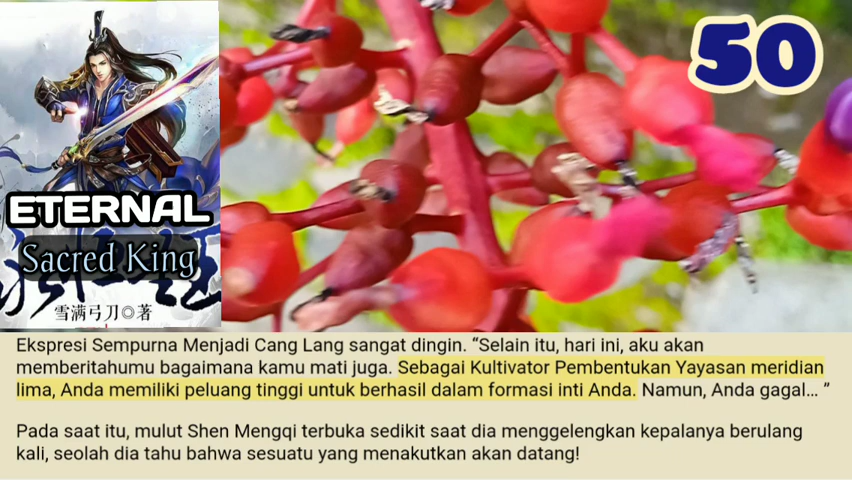 50
ETERNAL
Sacred King
雪满弓刀◎著
Ekspresi Sempurna Menjadi Cang Lang sangat dingin. “Selain itu, hari ini, aku akan
memberitahumu bagaimana kamu mati juga. Sebagai Kultivator Pembentukan Yayasan meridian
lima, Anda memiliki peluang tinggi untuk berhasil dalam formasi inti Anda. Namun, Anda gagal… ”
Pada saat itu, mulut Shen Mengqi terbuka sedikit saat dia menggelengkan kepalanya berulang
kali, seolah dia tahu bahwa sesuatu yang menakutkan akan datang!